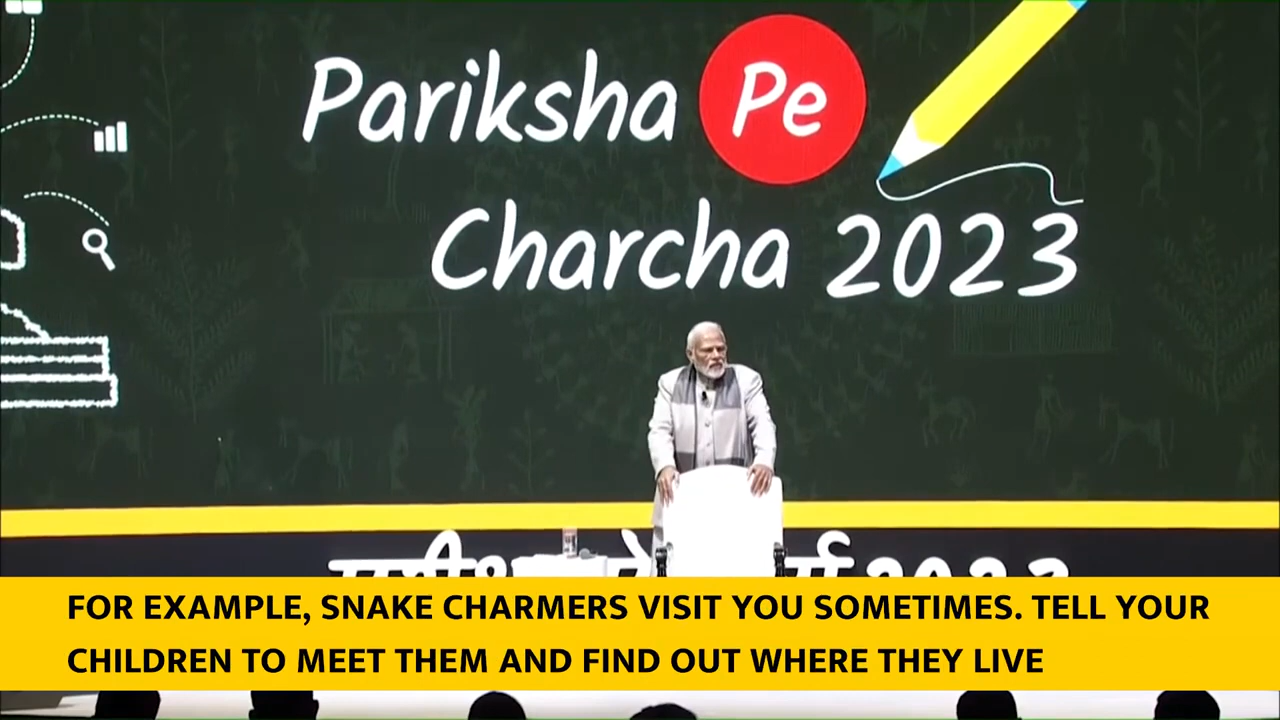 Pariksha Pe
Charcha 2023
2023
FOR EXAMPLE, SNAKE CHARMERS VISIT YOU SOMETIMES. TELL YOUR
CHILDREN TO MEET THEM AND FIND OUT WHERE THEY LIVE